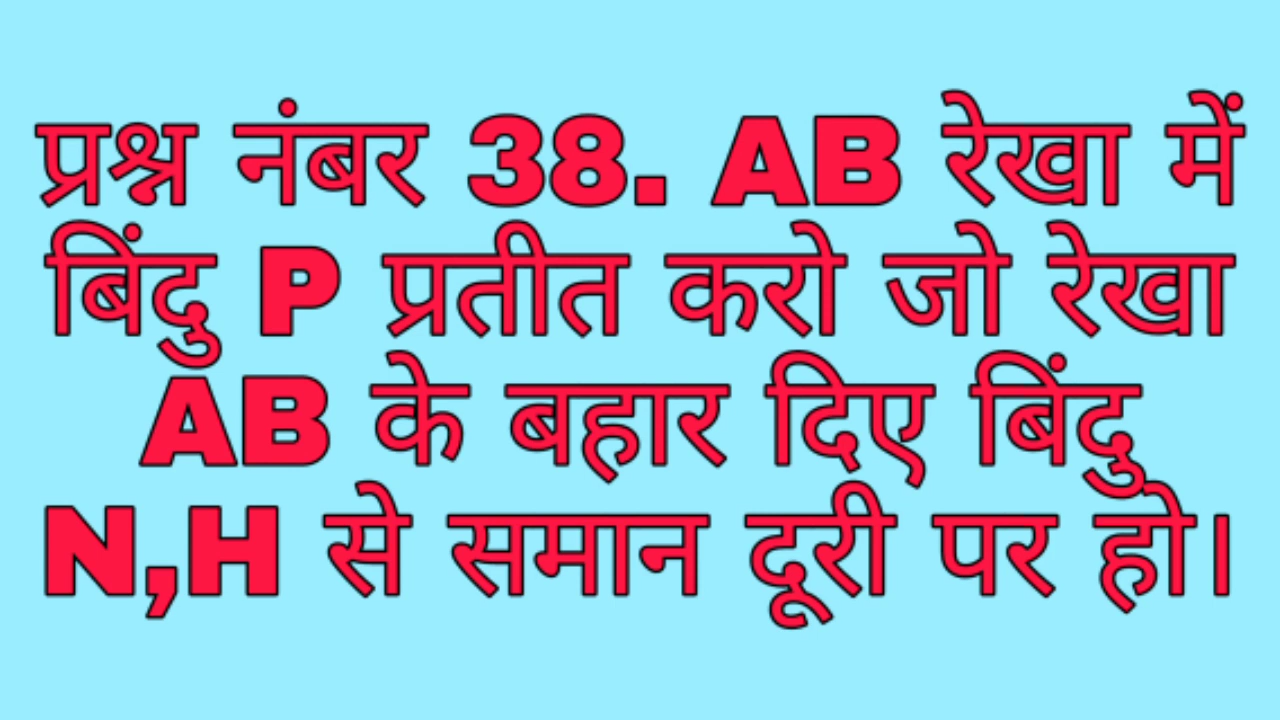 प्रश्न नंबर 38. AB रेखा में
बिंदु P प्रतीत करो जो रेखा
AB के बहार दिए बिंदु
N,H से समान दूरी पर हो।